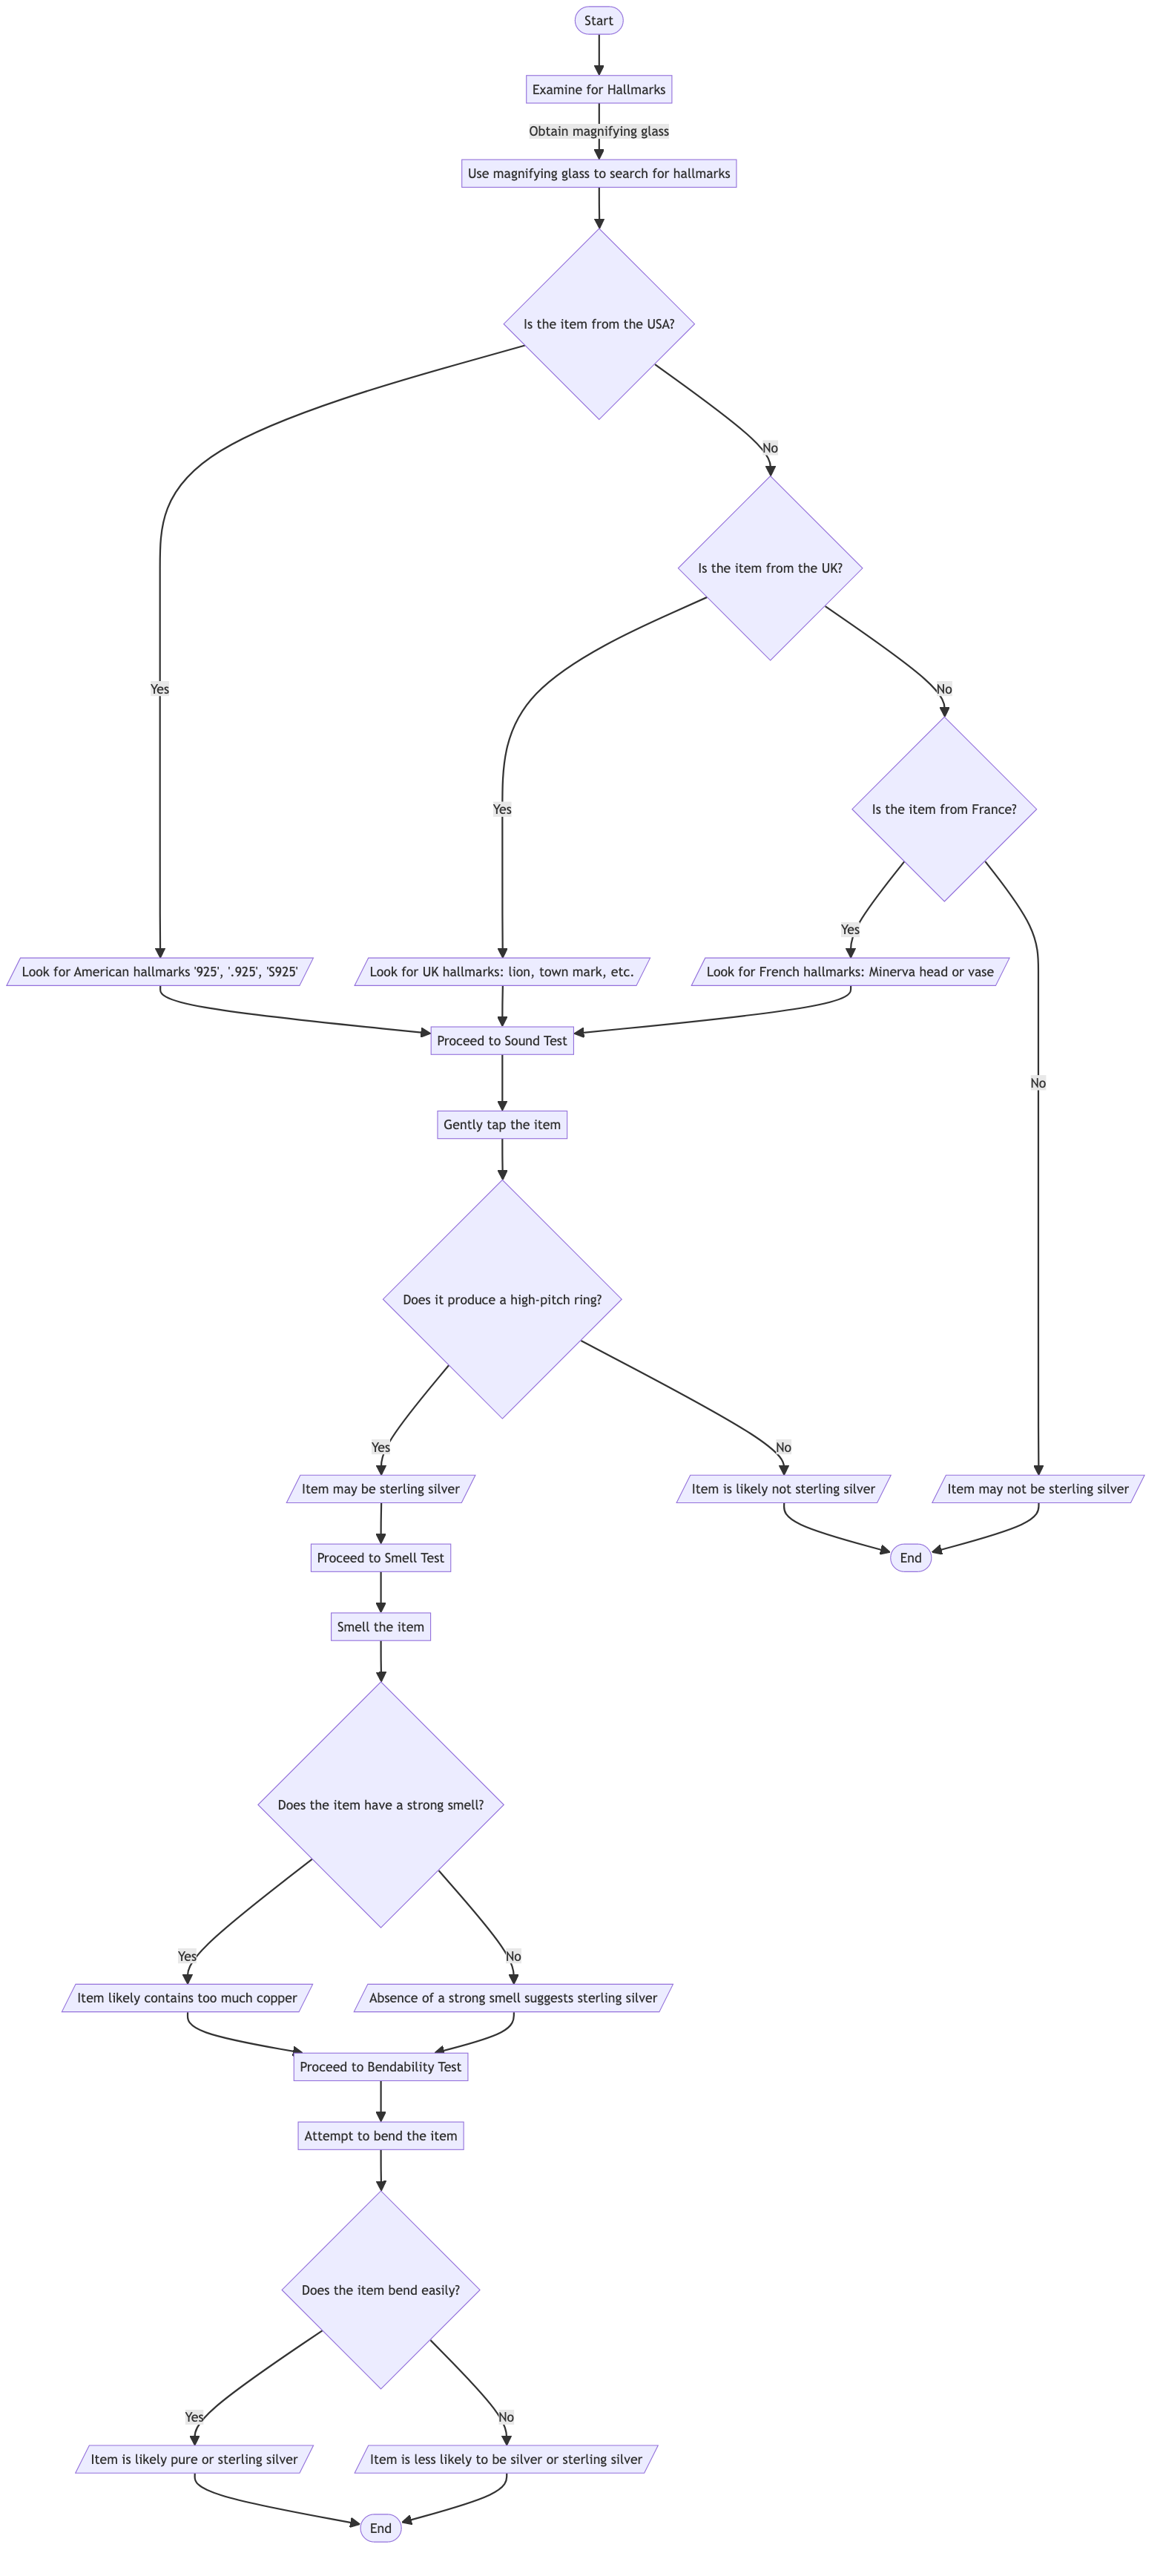 Start
Examine for Hallmarks
Obtain magnifying glass
Use magnifying glass to search for hallmarks
Is the item from the USA?
No
Is the item from the UK?
Yes
No
Yes
Is the item from France?
Yes
Look for American hallmarks '925', '.925', 'S925'
Look for UK hallmarks: lion, town mark, etc.
Look for French hallmarks: Minerva head or vase
Proceed to Sound Test
No
Gently tap the item
Does it produce a high-pitch ring?
Yes
No
Item may be sterling silver
Item is likely not sterling silver
Item may not be sterling silver
Proceed to Smell Test
End
Smell the item
Does the item have a strong smell?
Yes
No
Item likely contains too much copper
Absence of a strong smell suggests sterling silver
Proceed to Bendability Test
Attempt to bend the item
Does the item bend easily?
Yes
No
Item is likely pure or sterling silver
Item is less likely to be silver or sterling silver
End